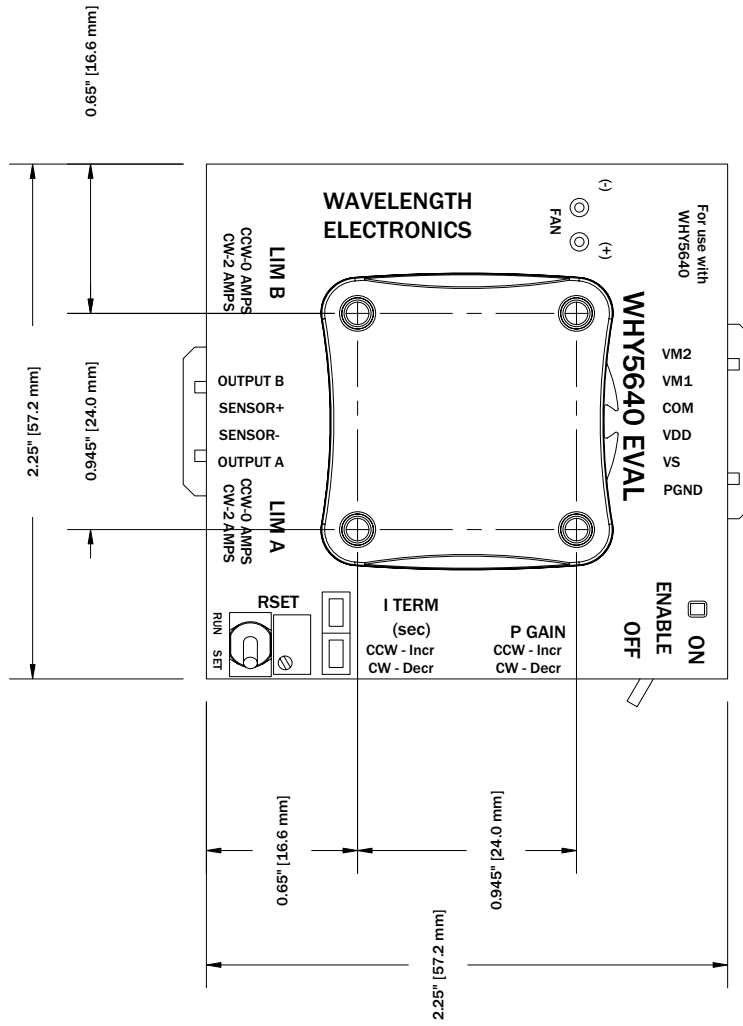 0.65" [16.6 mm]
2.25" [57.2 mm]
0.945" [24.0 mm]
WAVELENGTH
ELECTRONICS
FAN
(-)
(+)
For use with
WHY5640
LIM B
CCW-0 AMPS
CW-2 AMPS
OUTPUT B
SENSOR+
SENSOR-
OUTPUT A
WHY5640 EVAL
VM2
VM1
COM
VDD
VS
PGND
LIM A
CCW-0 AMPS
CW-2 AMPS
RSET
RUN
SET
I TERM
(sec)
CCW - Incr
CW - Decr
P GAIN
CCW - Incr
CW - Decr
ENABLE
ON
OFF
0.65" [16.6 mm]
0.945" [24.0 mm]
2.25" [57.2 mm]